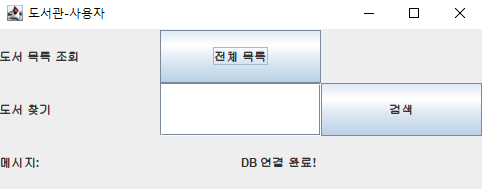 도서관-사용자
도서 목록 조회 전체 목록
도서 찾기 검색
메시지: DB 연결 완료!